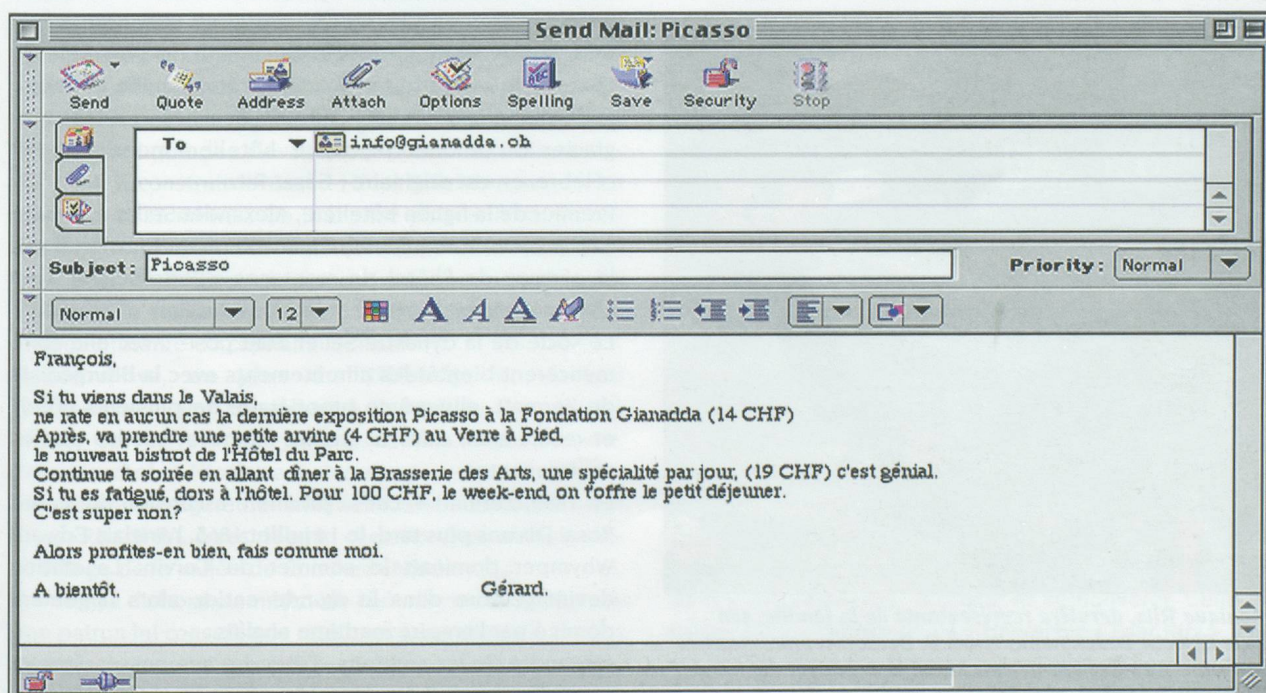 Send Mail: Picasso
Send Quote Address Attach Options Spelling Save Security Stop
To info@gianadda.ch
Subject: Picasso Priority: Normal
Normal 12 A A A
François,
Si tu viens dans le Valais,
ne rate en aucun cas la dernière exposition Picasso à la Fondation Gianadda (14 CHF)
Après, va prendre une petite arvine (4 CHF) au Verre à Pied,
le nouveau bistrot de l'Hôtel du Parc.
Continue ta soirée en allant dîner à la Brasserie des Arts, une spécialité par jour, (19 CHF) c'est génial.
Si tu es fatigué, dors à l'hôtel. Pour 100 CHF, le week-end, on t'offre le petit déjeuner.
C'est super non?
Alors profites-en bien, fais comme moi.
A bientôt. Gérard.